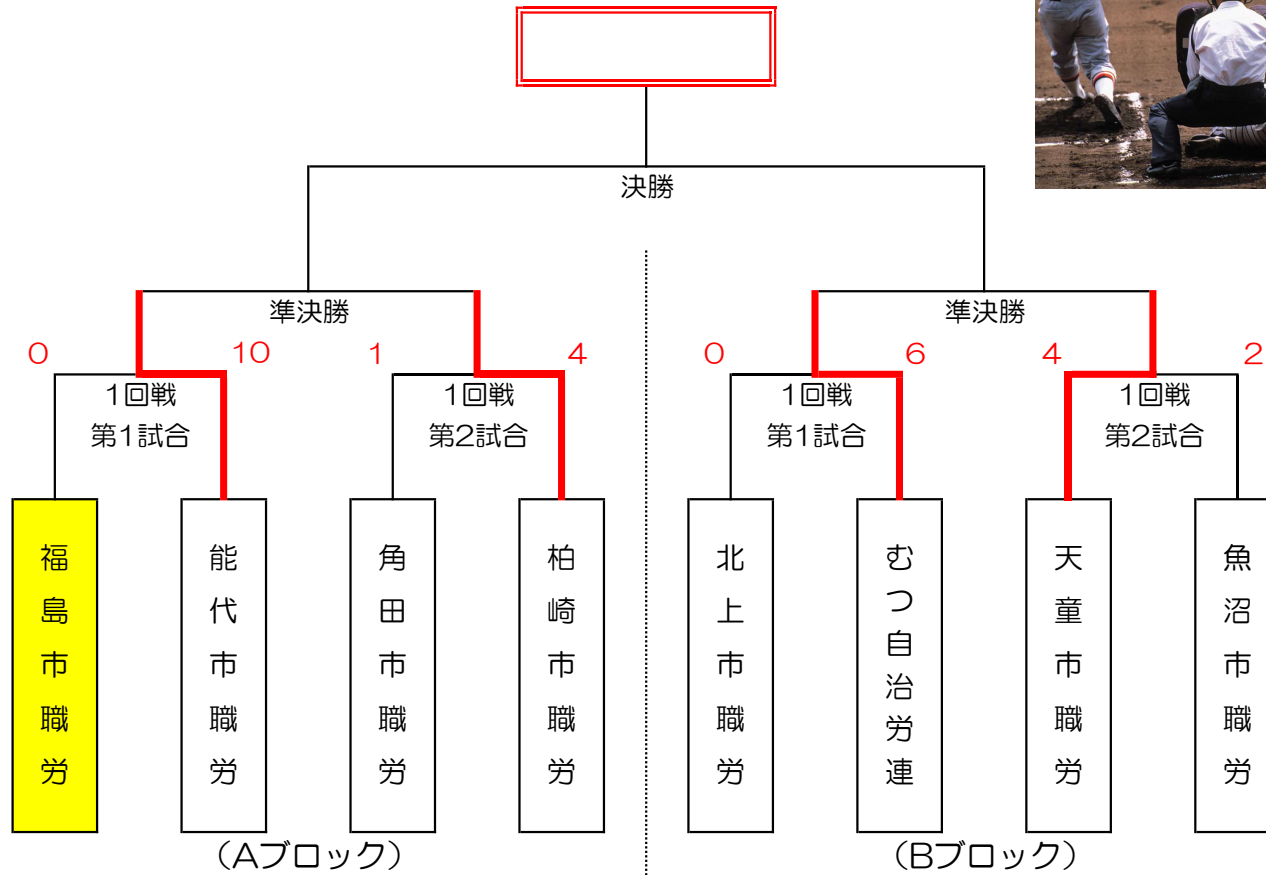 決勝
準決勝
準決勝
0
10
1
4
0
6
4
2
1回戦
第1試合
1回戦
第2試合
1回戦
第1試合
1回戦
第2試合
福島市職労
能代市職労
角田市職労
柏崎市職労
北上市職労
むつ自治労連
天童市職労
魚沼市職労
(Aブロック)
(Bブロック)